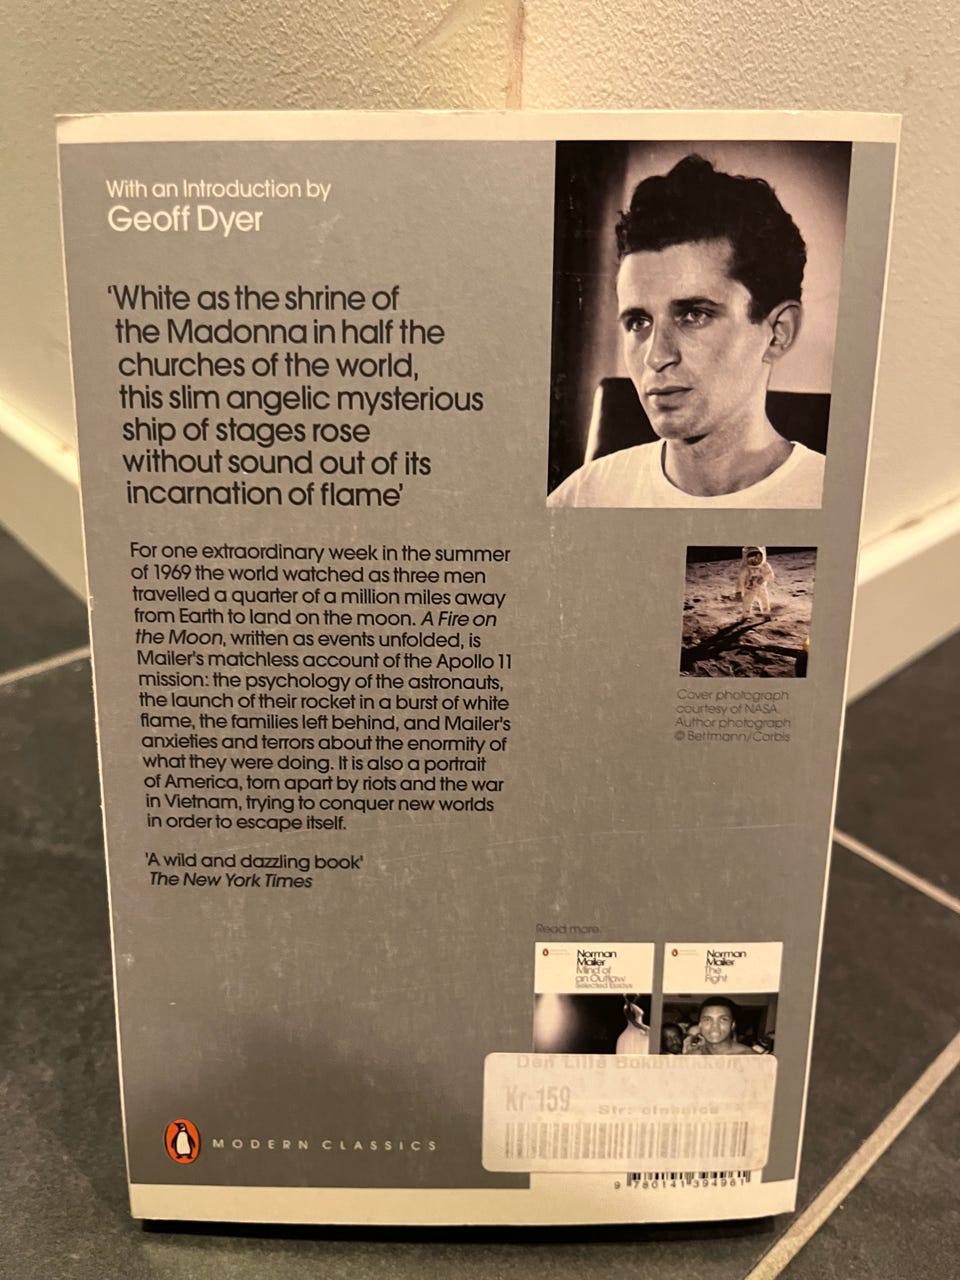 With an Introduction by
Geoff Dyer
'White as the shrine of
the Madonna in half the
churches of the world,
this slim angelic mysterious
ship of stages rose
without sound out of its
incarnation of flame'
For one extraordinary week in the summer
of 1969 the world watched as three men
travelled a quarter of a million miles away
from Earth to land on the moon. A Fire on
the Moon, written as events unfolded, is
Mailer's matchless account of the Apollo 11
mission: the psychology of the astronauts,
the launch of their rocket in a burst of white
flame, the families left behind, and Mailer's
anxieties and terrors about the enormity of
what they were doing. It is also a portrait
of America, torn apart by riots and the war
in Vietnam, trying to conquer new worlds
in order to escape itself.
'A wild and dazzling book'
The New York Times
Cover photograph
courtesy of NASA.
Author photograph
© Bettmann/Corbis
Read more:
Norman
Mailer
Mind of
an Outlaw
Selected Essays
Norman
Mailer
The
Fight
Den Lille Bokbutikken
Kr 159
Str:
MODERN CLASSICS
9 780141 394961